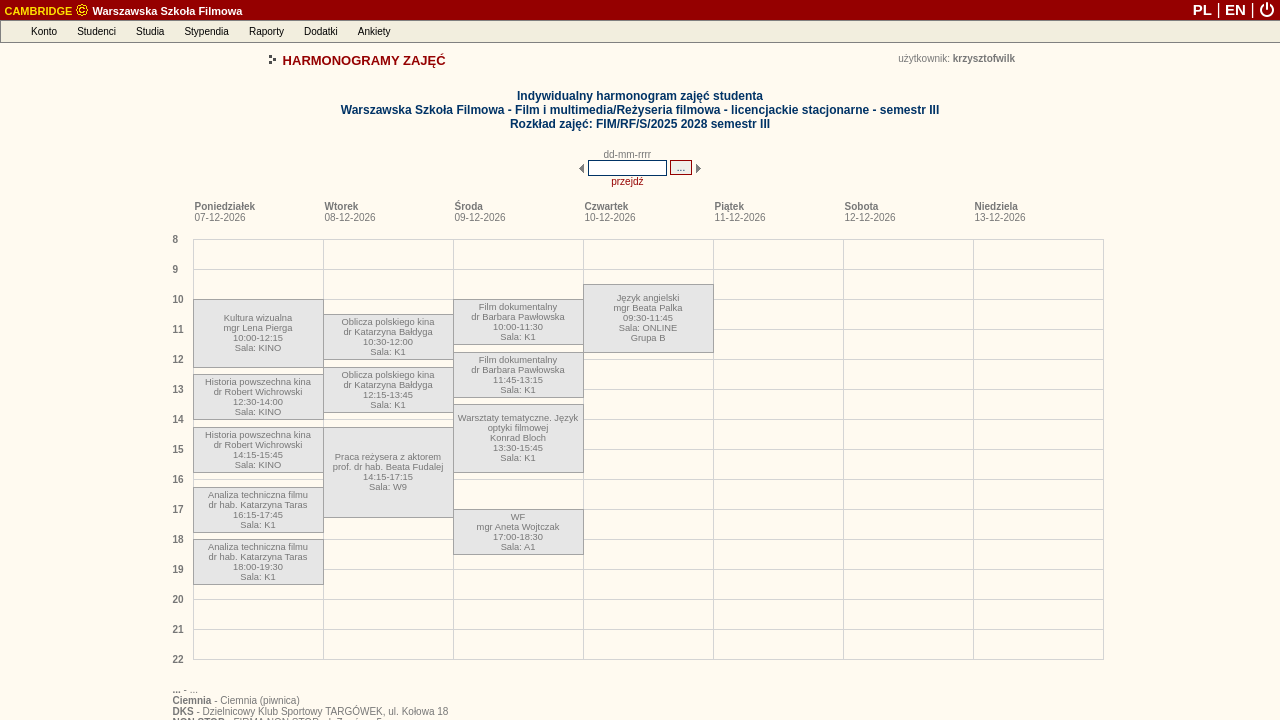 CAMBRIDGE Warszawska Szkoła Filmowa
PL | EN |
Konto Studenci Studia Stypendia Raporty Dodatki Ankiety
HARMONOGRAMY ZAJĘĆ
użytkownik: krzysztofwilk
Indywidualny harmonogram zajęć studenta
Warszawska Szkoła Filmowa - Film i multimedia/Reżyseria filmowa - licencjackie stacjonarne - semestr III
Rozkład zajęć: FIM/RF/S/2025 2028 semestr III
dd-mm-rrrr
...
przejdź
Poniedziałek
07-12-2026
Wtorek
08-12-2026
Środa
09-12-2026
Czwartek
10-12-2026
Piątek
11-12-2026
Sobota
12-12-2026
Niedziela
13-12-2026
8
9
10
11
12
13
14
15
16
17
18
19
20
21
22
Kultura wizualna
mgr Lena Pierga
10:00-12:15
Sala: KINO
Historia powszechna kina
dr Robert Wichrowski
12:30-14:00
Sala: KINO
Historia powszechna kina
dr Robert Wichrowski
14:15-15:45
Sala: KINO
Analiza techniczna filmu
dr hab. Katarzyna Taras
16:15-17:45
Sala: K1
Analiza techniczna filmu
dr hab. Katarzyna Taras
18:00-19:30
Sala: K1
Oblicza polskiego kina
dr Katarzyna Bałdyga
10:30-12:00
Sala: K1
Oblicza polskiego kina
dr Katarzyna Bałdyga
12:15-13:45
Sala: K1
Praca reżysera z aktorem
prof. dr hab. Beata Fudalej
14:15-17:15
Sala: W9
Film dokumentalny
dr Barbara Pawłowska
10:00-11:30
Sala: K1
Film dokumentalny
dr Barbara Pawłowska
11:45-13:15
Sala: K1
Warsztaty tematyczne. Język
optyki filmowej
Konrad Bloch
13:30-15:45
Sala: K1
WF
mgr Aneta Wojtczak
17:00-18:30
Sala: A1
Język angielski
mgr Beata Palka
09:30-11:45
Sala: ONLINE
Grupa B
... - ...
Ciemnia - Ciemnia (piwnica)
DKS - Dzielnicowy Klub Sportowy TARGÓWEK, ul. Kołowa 18